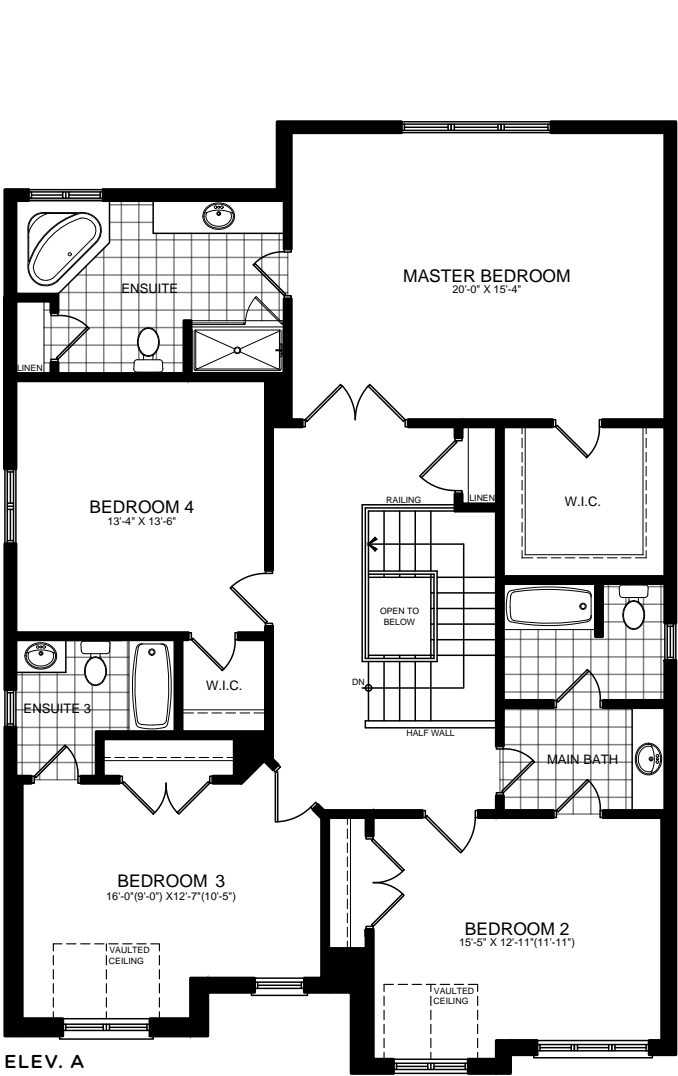 MASTER BEDROOM
20'-0" X 15'-4"
ENSUITE
LINEN
BEDROOM 4
13'-4" X 13'-6"
RAILING
LINEN
W.I.C.
OPEN TO
BELOW
DN
HALF WALL
W.I.C.
ENSUITE 3
MAIN BATH
BEDROOM 3
16'-0"(9'-0") X12'-7"(10'-5")
VAULTED
CEILING
BEDROOM 2
15'-5" X 12'-11"(11'-11")
VAULTED
CEILING
ELEV. A